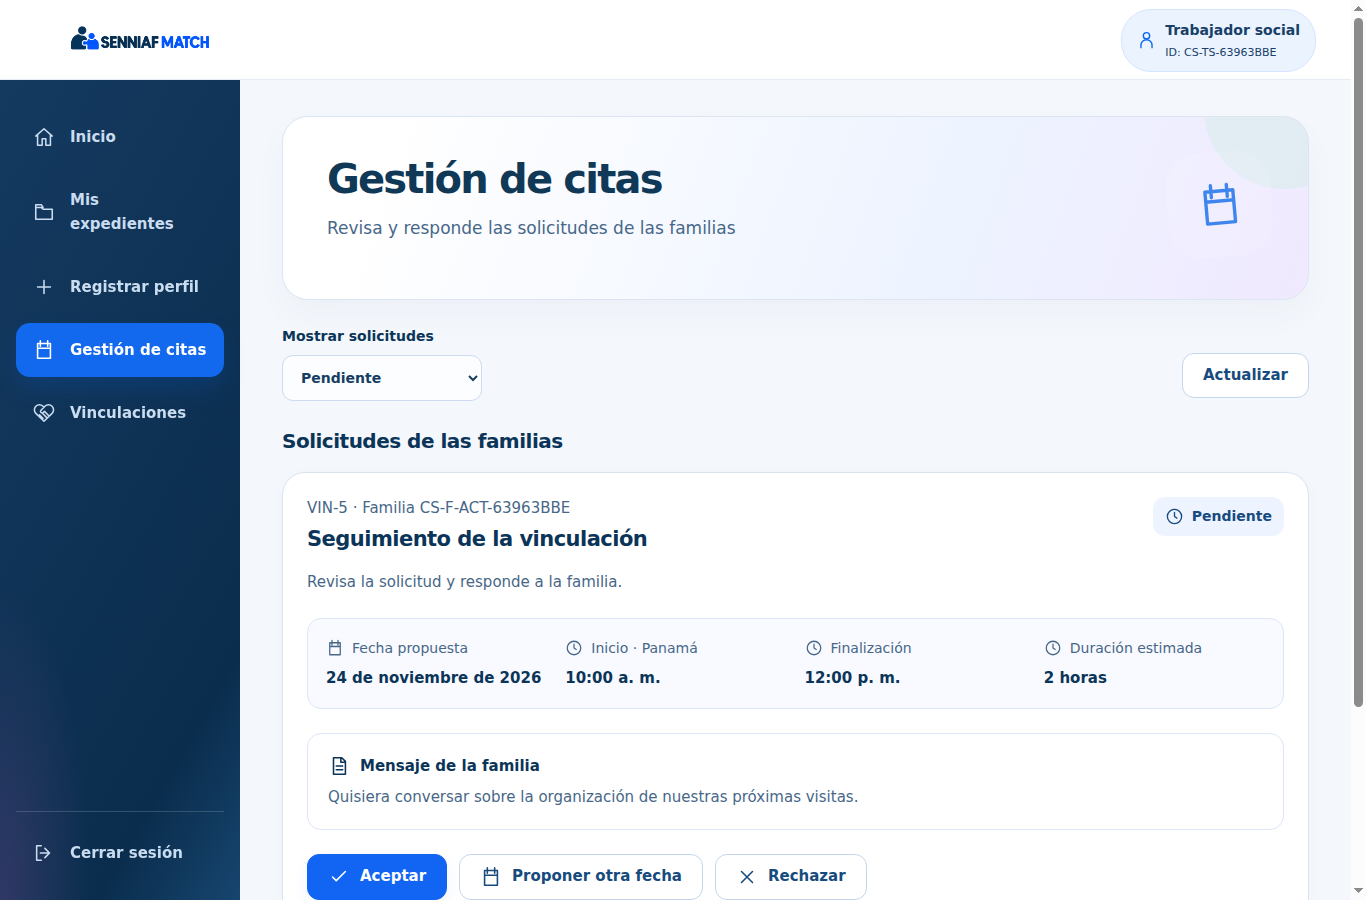 SENNIAF MATCH
Trabajador social
ID: CS-TS-63963BBE
Inicio
Mis
expedientes
Registrar perfil
Gestión de citas
Vinculaciones
Cerrar sesión
Gestión de citas
Revisa y responde las solicitudes de las familias
Mostrar solicitudes
Pendiente
Actualizar
Solicitudes de las familias
VIN-5 · Familia CS-F-ACT-63963BBE
Pendiente
Seguimiento de la vinculación
Revisa la solicitud y responde a la familia.
Fecha propuesta
24 de noviembre de 2026
Inicio · Panamá
10:00 a. m.
Finalización
12:00 p. m.
Duración estimada
2 horas
Mensaje de la familia
Quisiera conversar sobre la organización de nuestras próximas visitas.
Aceptar
Proponer otra fecha
Rechazar